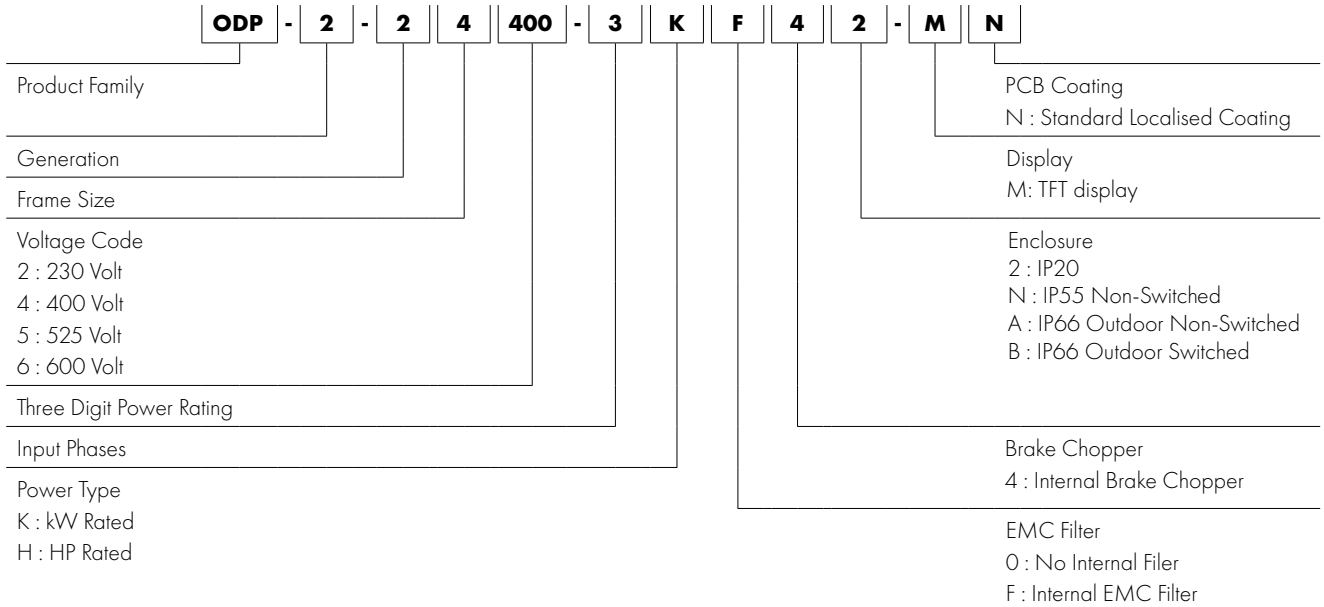 ODP - 2 - 2 4 400 - 3 K F 4 2 - M N
Product Family
Generation
Frame Size
Voltage Code
2 : 230 Volt
4 : 400 Volt
5 : 525 Volt
6 : 600 Volt
Three Digit Power Rating
Input Phases
Power Type
K : kW Rated
H : HP Rated
PCB Coating
N : Standard Localised Coating
Display
M: TFT display
Enclosure
2 : IP20
N : IP55 Non-Switched
A : IP66 Outdoor Non-Switched
B : IP66 Outdoor Switched
Brake Chopper
4 : Internal Brake Chopper
EMC Filter
0 : No Internal Filer
F : Internal EMC Filter